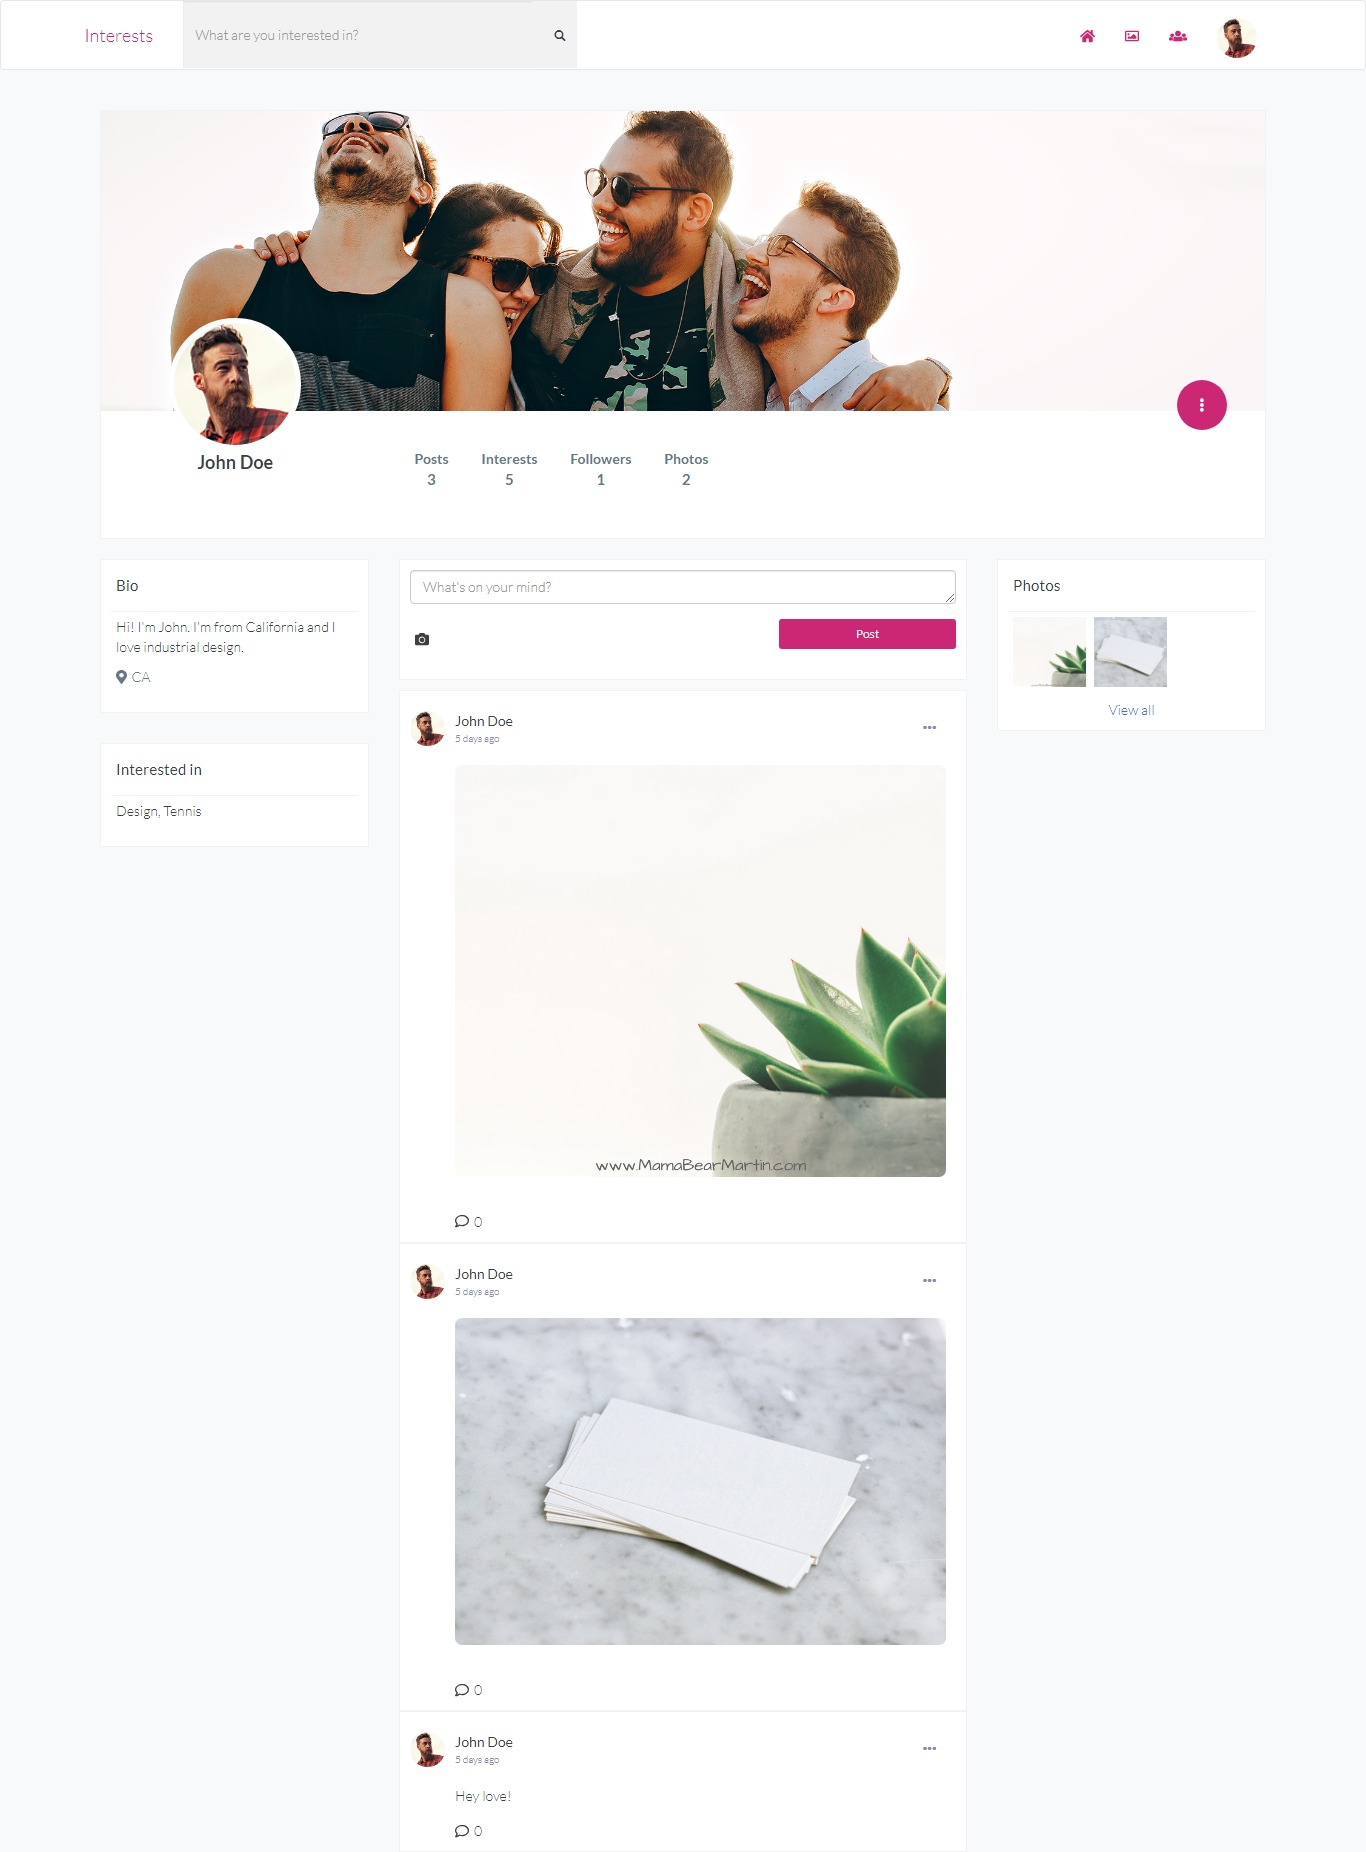 Interests
What are you interested in?
John Doe
Posts Interests Followers Photos
3 5 1 2
Bio
Hi! I'm John. I'm from California and I
love industrial design.
CA
Interested in
Design, Tennis
What's on your mind?
Post
John Doe
5 days ago
www.MamaBearMartin.com
0
John Doe
5 days ago
0
John Doe
5 days ago
Hey love!
0
Photos
View all